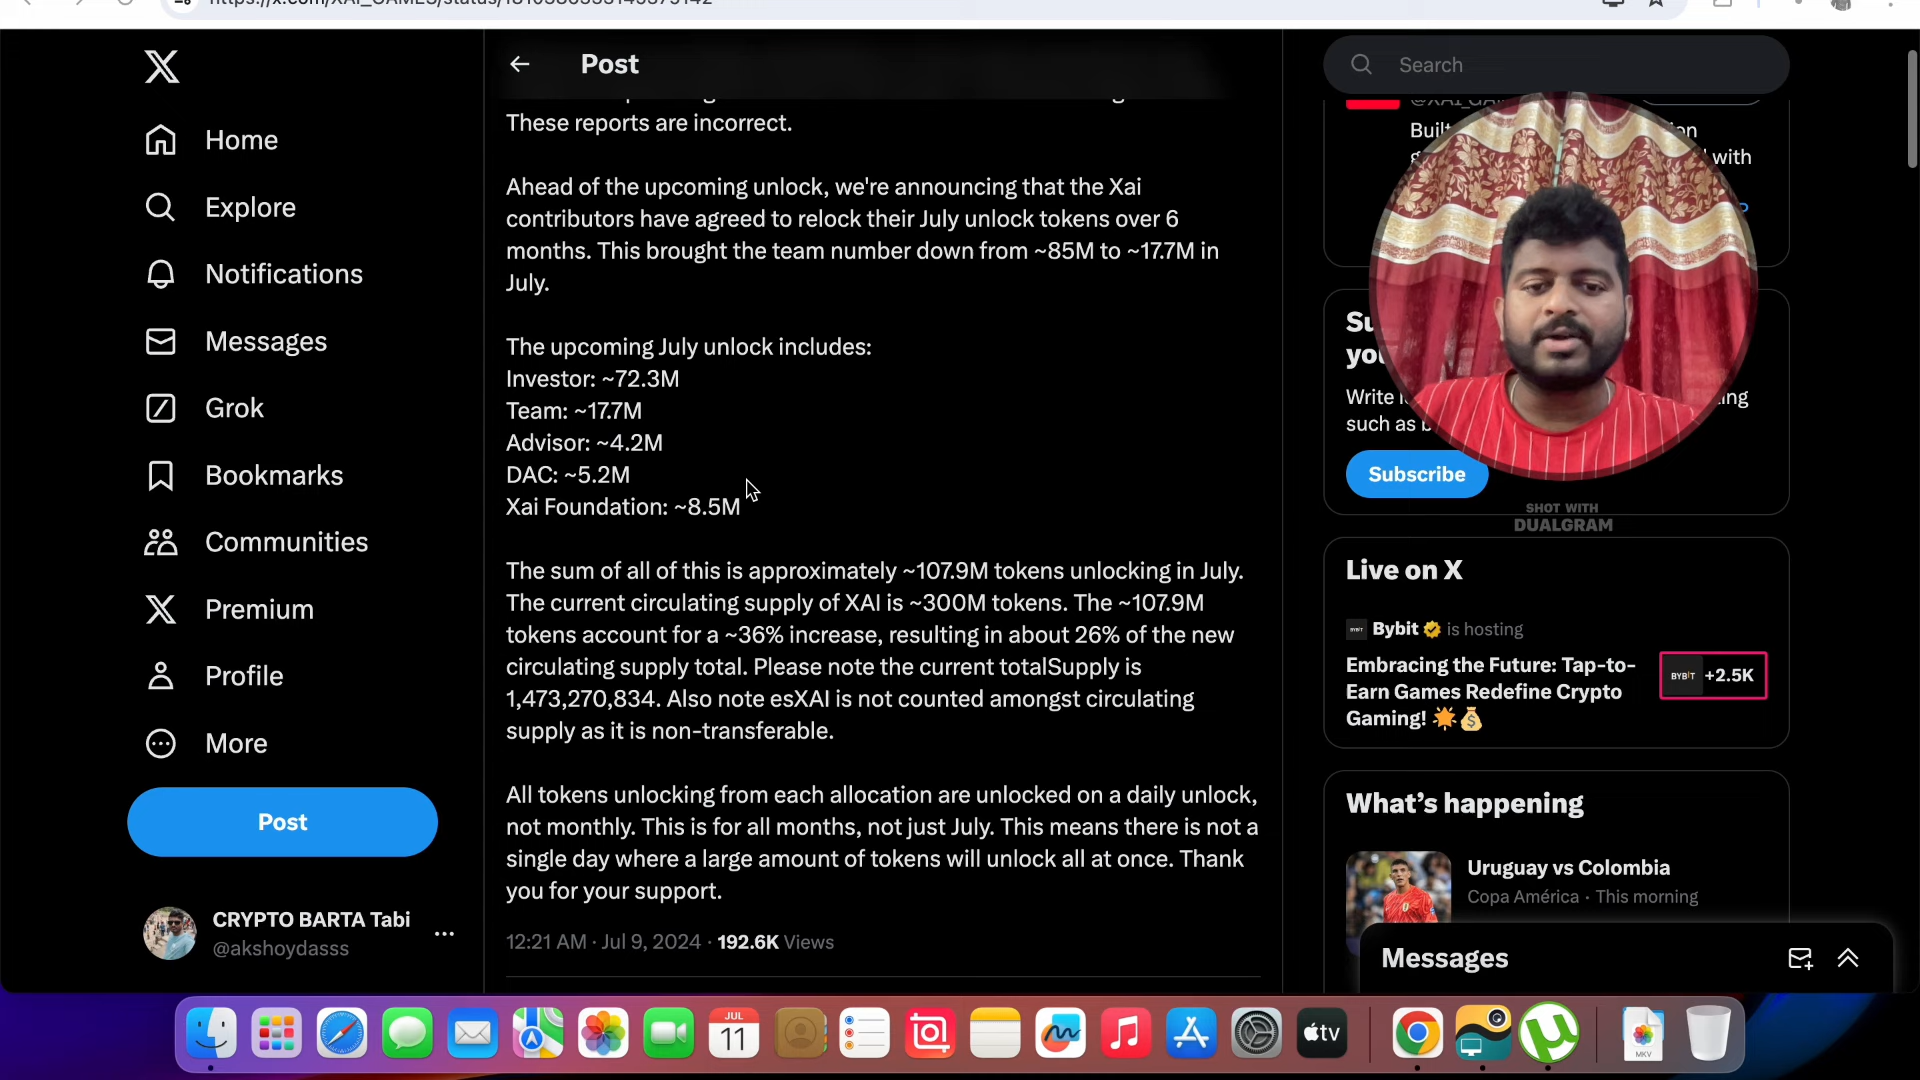 Post
Search
Home
Explore
Notifications
Messages
Grok
Bookmarks
Communities
Premium
Profile
More
Post
CRYPTO BARTA Tabi
@akshoydasss
These reports are incorrect.
Ahead of the upcoming unlock, we're announcing that the Xai
contributors have agreed to relock their July unlock tokens over 6
months. This brought the team number down from ~85M to ~17.7M in
July.
The upcoming July unlock includes:
Investor: ~72.3M
Team: ~17.7M
Advisor: ~4.2M
DAC: ~5.2M
Xai Foundation: ~8.5M
The sum of all of this is approximately ~107.9M tokens unlocking in July.
The current circulating supply of XAI is ~300M tokens. The ~107.9M
tokens account for a ~36% increase, resulting in about 26% of the new
circulating supply total. Please note the current totalSupply is
1,473,270,834. Also note esXAI is not counted amongst circulating
supply as it is non-transferable.
All tokens unlocking from each allocation are unlocked on a daily unlock,
not monthly. This is for all months, not just July. This means there is not a
single day where a large amount of tokens will unlock all at once. Thank
you for your support.
12:21 AM · Jul 9, 2024 · 192.6K Views
with
Write
such as
Subscribe
SHOT WITH
DUALGRAM
Live on X
Bybit is hosting
Embracing the Future: Tap-to-
Earn Games Redefine Crypto
Gaming! 🌟💰
BYBIT +2.5K
What's happening
Uruguay vs Colombia
Copa América · This morning
Messages
JUL
11
tv
MKV